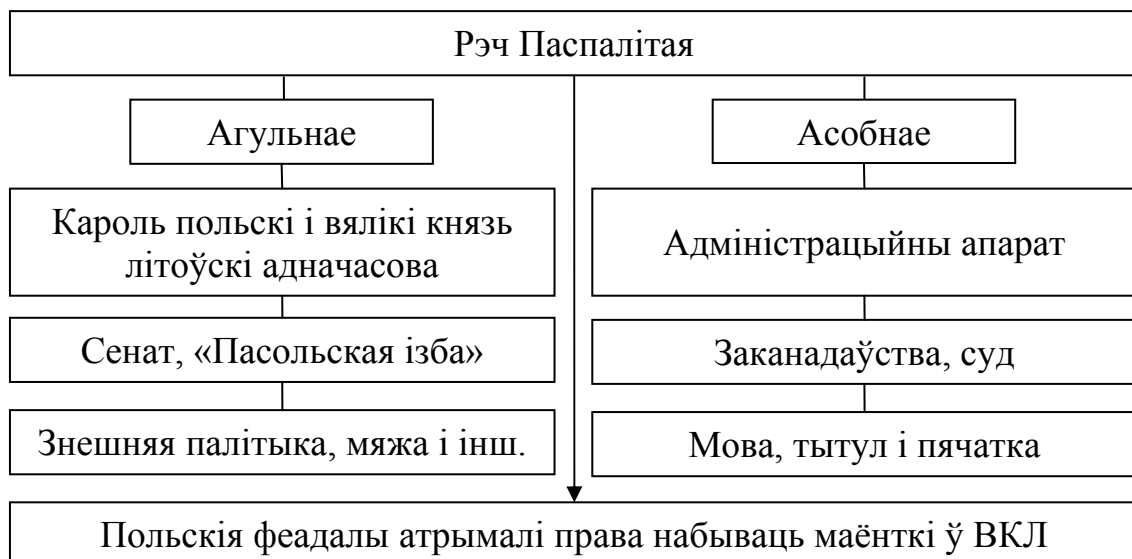 Рэч Паспалітая
Агульнае
Асобнае
Кароль польскі і вялікі князь
літоўскі адначасова
Адміністрацыйны апарат
Сенат, «Пасольская ізба»
Заканадаўства, суд
Знешняя палітыка, мяжа і інш.
Мова, тытул і пячатка
Польскія феадалы атрымалі права набываць маёнткі ў ВКЛ